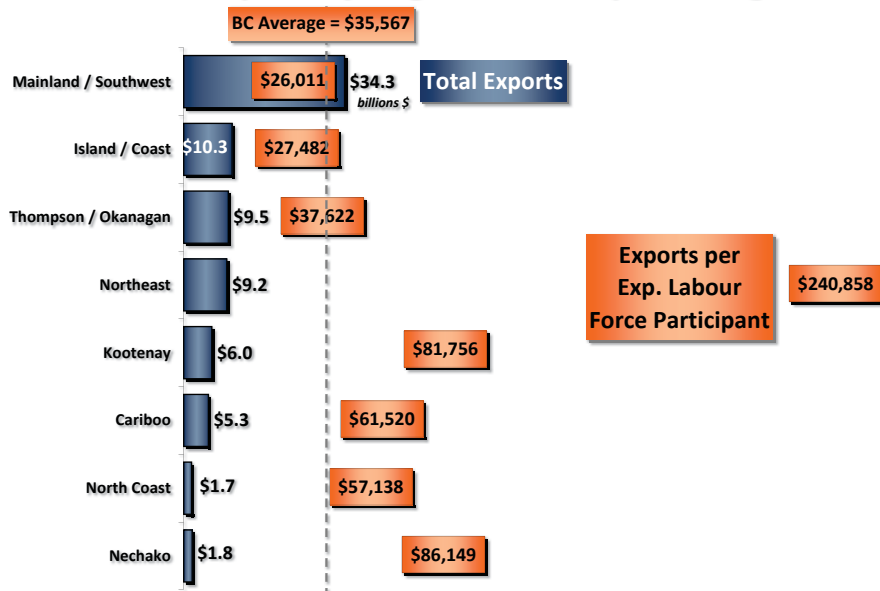 BC Average = $35,567
Mainland / Southwest $26,011 $34.3 Total Exports
billions $
Island / Coast $10.3 $27,482
Thompson / Okanagan $9.5 $37,622
Exports per
Northeast $9.2 Exp. Labour $240,858
Force Participant
Kootenay $6.0 $81,756
Cariboo $5.3 $61,520
North Coast $1.7 $57,138
Nechako $1.8 $86,149